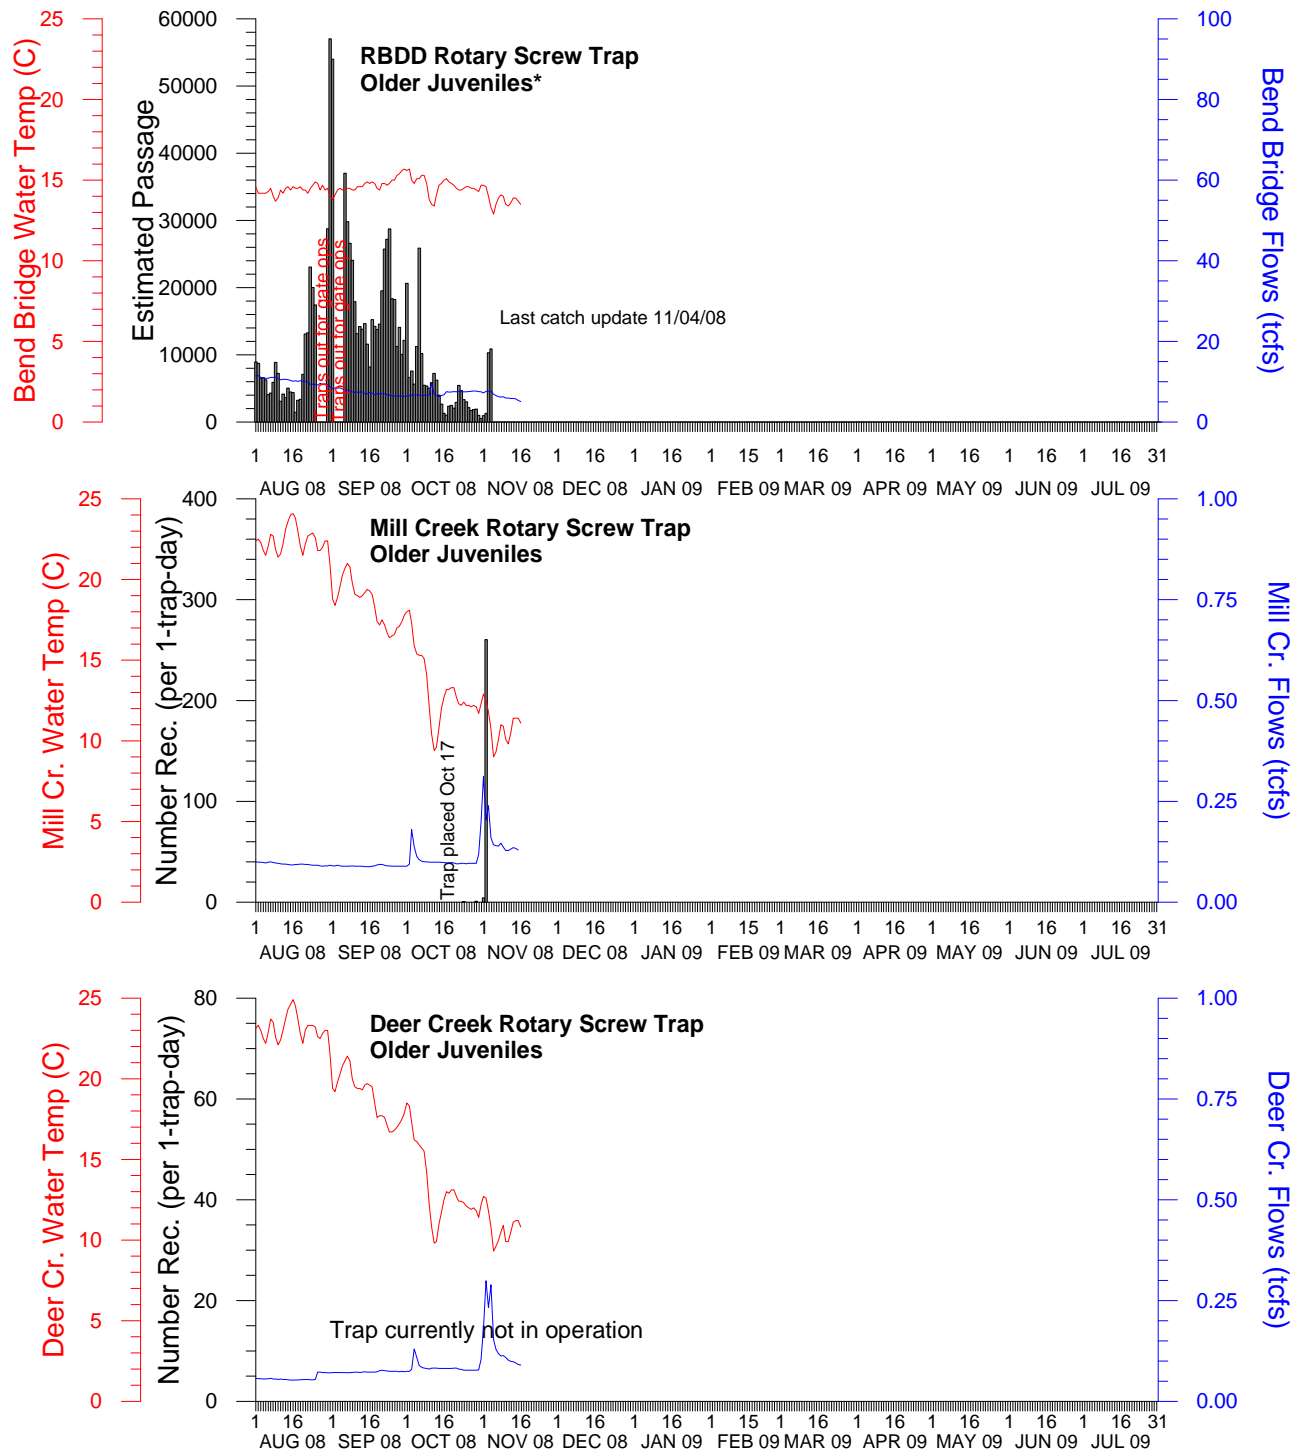 RBDD Rotary Screw Trap
Older Juveniles*
Bend Bridge Water Temp (C)
25
20
15
10
5
0
Estimated Passage
60000
50000
40000
30000
20000
10000
0
Traps out for gate ops
Traps out for gate ops
Last catch update 11/04/08
100
80
60
40
20
0
Bend Bridge Flows (tcfs)
1 16 1 16 1 16 1 16 1 16 1 16 1 15 1 16 1 16 1 16 1 16 1 16 31
AUG 08 SEP 08 OCT 08 NOV 08 DEC 08 JAN 09 FEB 09 MAR 09 APR 09 MAY 09 JUN 09 JUL 09
Mill Creek Rotary Screw Trap
Older Juveniles
Mill Cr. Water Temp (C)
25
20
15
10
5
0
Number Rec. (per 1-trap-day)
400
300
200
100
0
Trap placed Oct 17
1.00
0.75
0.50
0.25
0.00
Mill Cr. Flows (tcfs)
1 16 1 16 1 16 1 16 1 16 1 16 1 15 1 16 1 16 1 16 1 16 1 16 31
AUG 08 SEP 08 OCT 08 NOV 08 DEC 08 JAN 09 FEB 09 MAR 09 APR 09 MAY 09 JUN 09 JUL 09
Deer Creek Rotary Screw Trap
Older Juveniles
Deer Cr. Water Temp (C)
25
20
15
10
5
0
Number Rec. (per 1-trap-day)
80
60
40
20
0
Trap currently not in operation
1.00
0.75
0.50
0.25
0.00
Deer Cr. Flows (tcfs)
1 16 1 16 1 16 1 16 1 16 1 16 1 15 1 16 1 16 1 16 1 16 1 16 31
AUG 08 SEP 08 OCT 08 NOV 08 DEC 08 JAN 09 FEB 09 MAR 09 APR 09 MAY 09 JUN 09 JUL 09